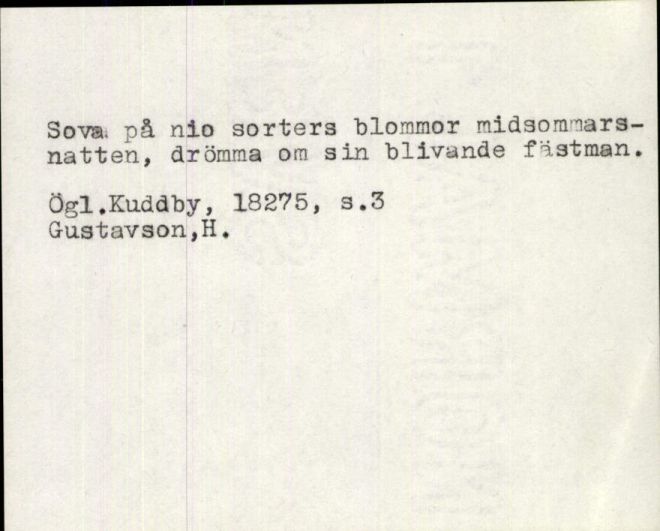 Sova på nio sorters blommor midsommars-
natten, drömma om sin blivande fästman.
Ögl.Kuddby, 18275, s.3
Gustavson,H.